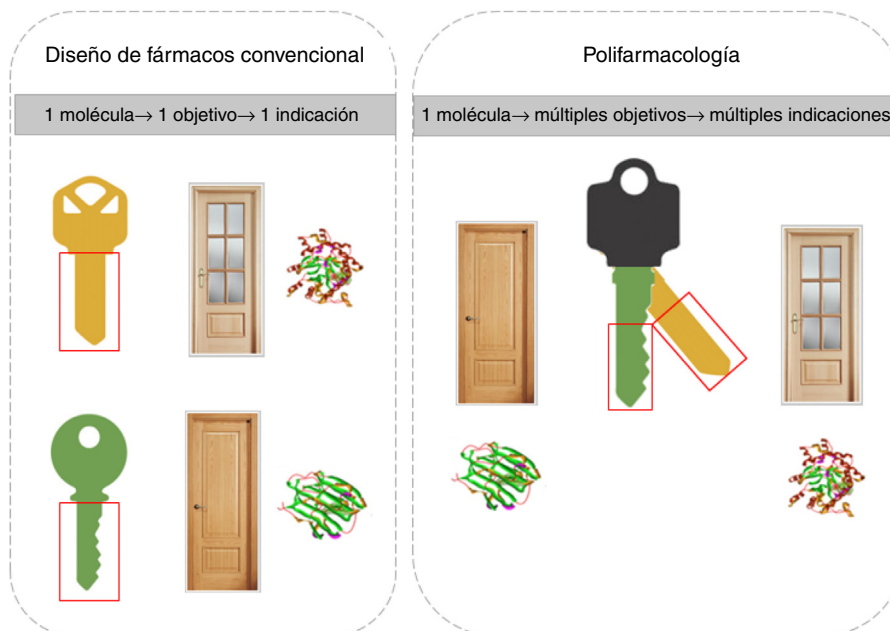 Diseño de fármacos convencional
1 molécula→ 1 objetivo→ 1 indicación
Polifarmacología
1 molécula→ múltiples objetivos→ múltiples indicaciones